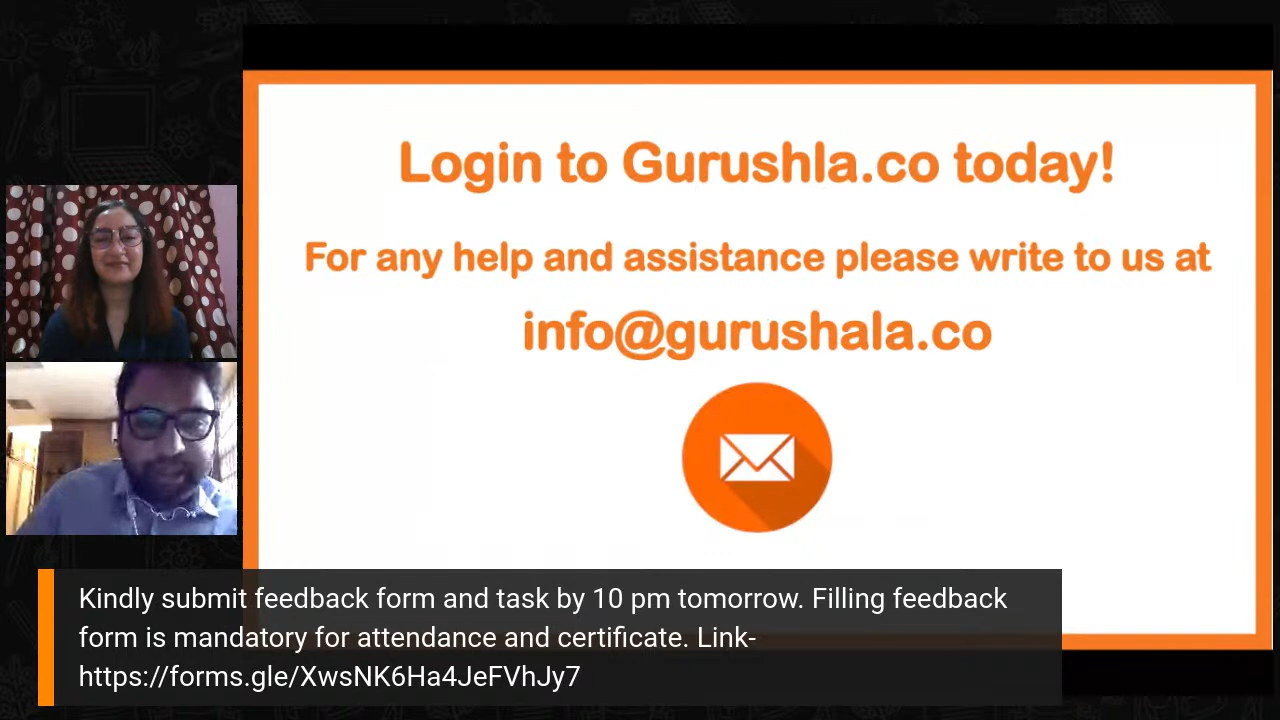 Login to Gurushla.co today!
For any help and assistance please write to us at
info@gurushala.co
Kindly submit feedback form and task by 10 pm tomorrow. Filling feedback
form is mandatory for attendance and certificate. Link-
https://forms.gle/XwsNK6Ha4JeFVhJy7